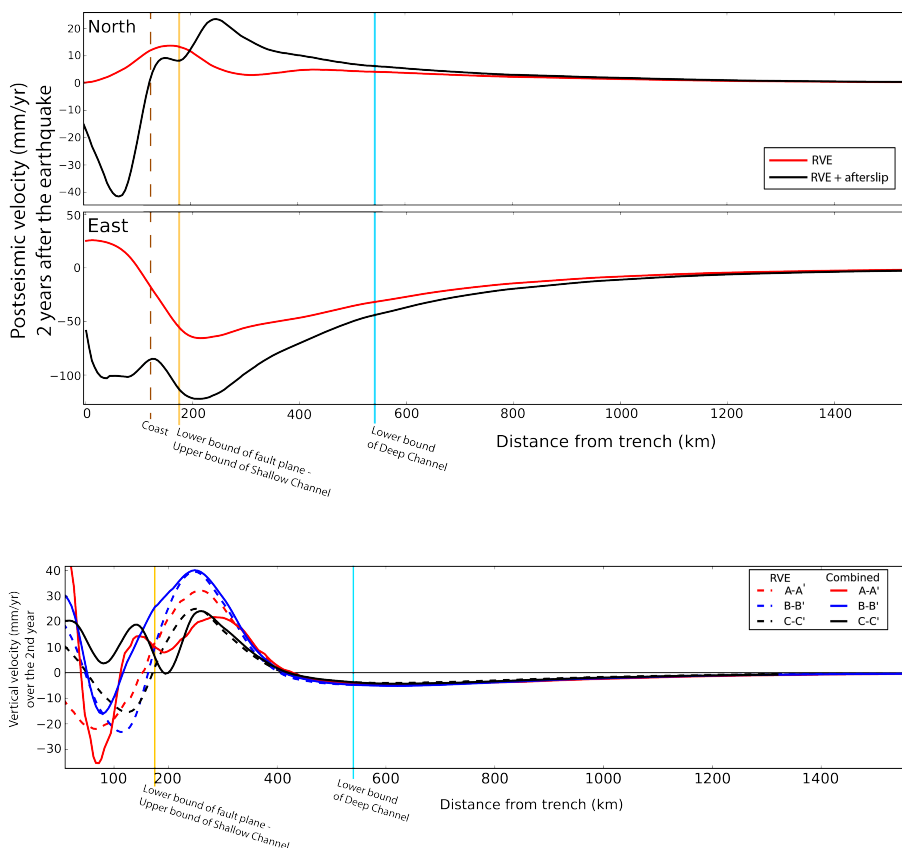 North
20
10
0
−10
−20
−30
−40
RVE
RVE + afterslip
Postseismic velocity (mm/yr)
2 years after the earthquake
East
50
0
−50
−100
0
200
400
600
800
1000
1200
1400
Coast
Lower bound of fault plane -
Upper bound of Shallow Channel
Lower bound
of Deep Channel
Distance from trench (km)
40
30
20
10
0
−10
−20
−30
Vertical velocity (mm/yr)
over the 2nd year
RVE Combined
A-A' A-A'
B-B' B-B'
C-C' C-C'
100
200
400
600
800
1000
1200
1400
Lower bound of fault plane -
Upper bound of Shallow Channel
Lower bound
of Deep Channel
Distance from trench (km)